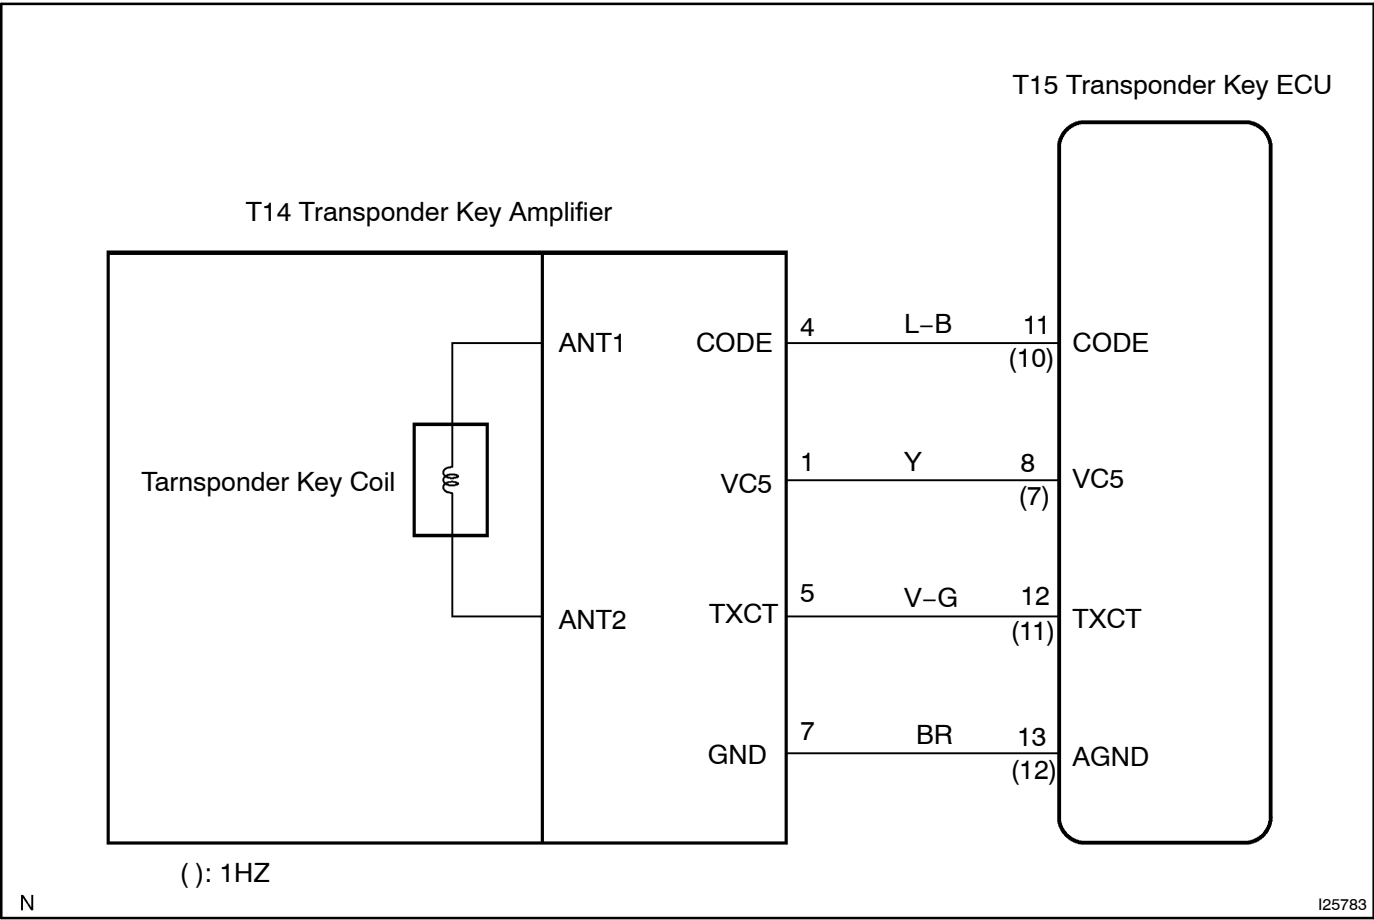 T15 Transponder Key ECU
T14 Transponder Key Amplifier
ANT1
CODE
4
L–B
11
(10)
CODE
Tarnsponder Key Coil
VC5
1
Y
8
(7)
VC5
ANT2
TXCT
5
V–G
12
(11)
TXCT
GND
7
BR
13
(12)
AGND
( ): 1HZ
N
I25783